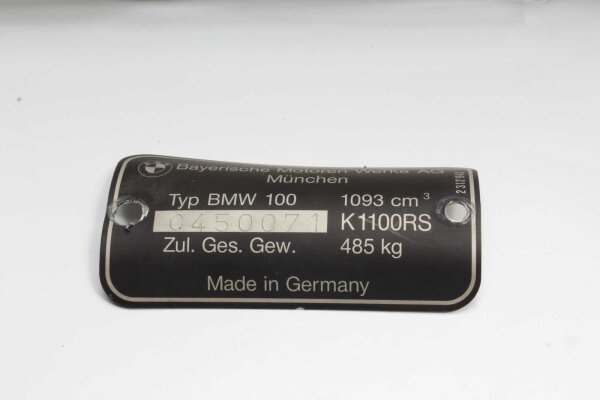 Bayerische Motoren Werke AG
München
Typ BMW 100 1093 cm³
0450071 K1100RS
Zul. Ges. Gew. 485 kg
Made in Germany